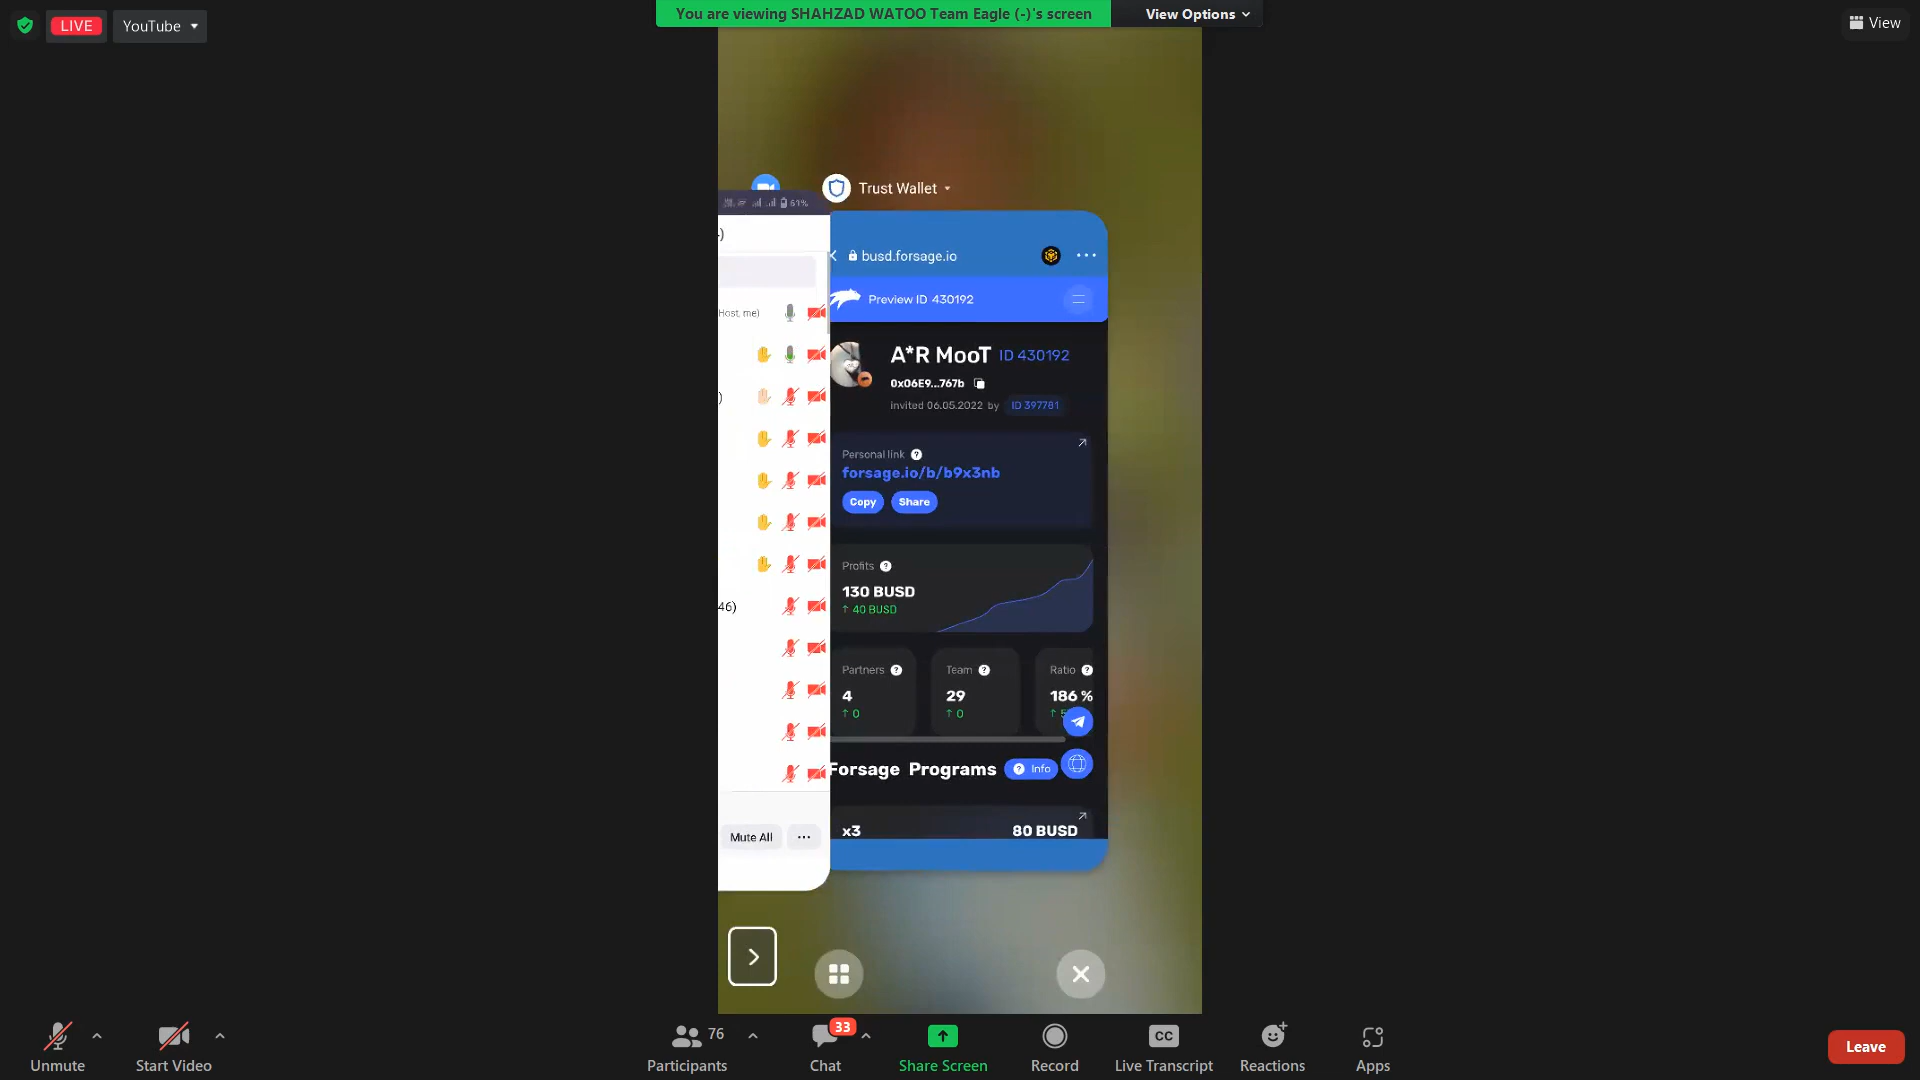 LIVE
YouTube
You are viewing SHAHZAD WATOO Team Eagle (-)'s screen
View Options
View
Trust Wallet
61%
busd.forsage.io
Preview ID 430192
Host, me)
A*R MooT ID 430192
0x06E9...767b
invited 06.05.2022 by ID 397781
Personal link ?
forsage.io/b/b9x3nb
Copy
Share
Profits ?
130 BUSD
↑ 40 BUSD
46)
Partners ?
4
↑ 0
Team ?
29
↑ 0
Ratio ?
186 %
Forsage Programs
? Info
x3
80 BUSD
Mute All
Unmute
Start Video
76
Participants
33
Chat
Share Screen
Record
CC
Live Transcript
Reactions
Apps
Leave